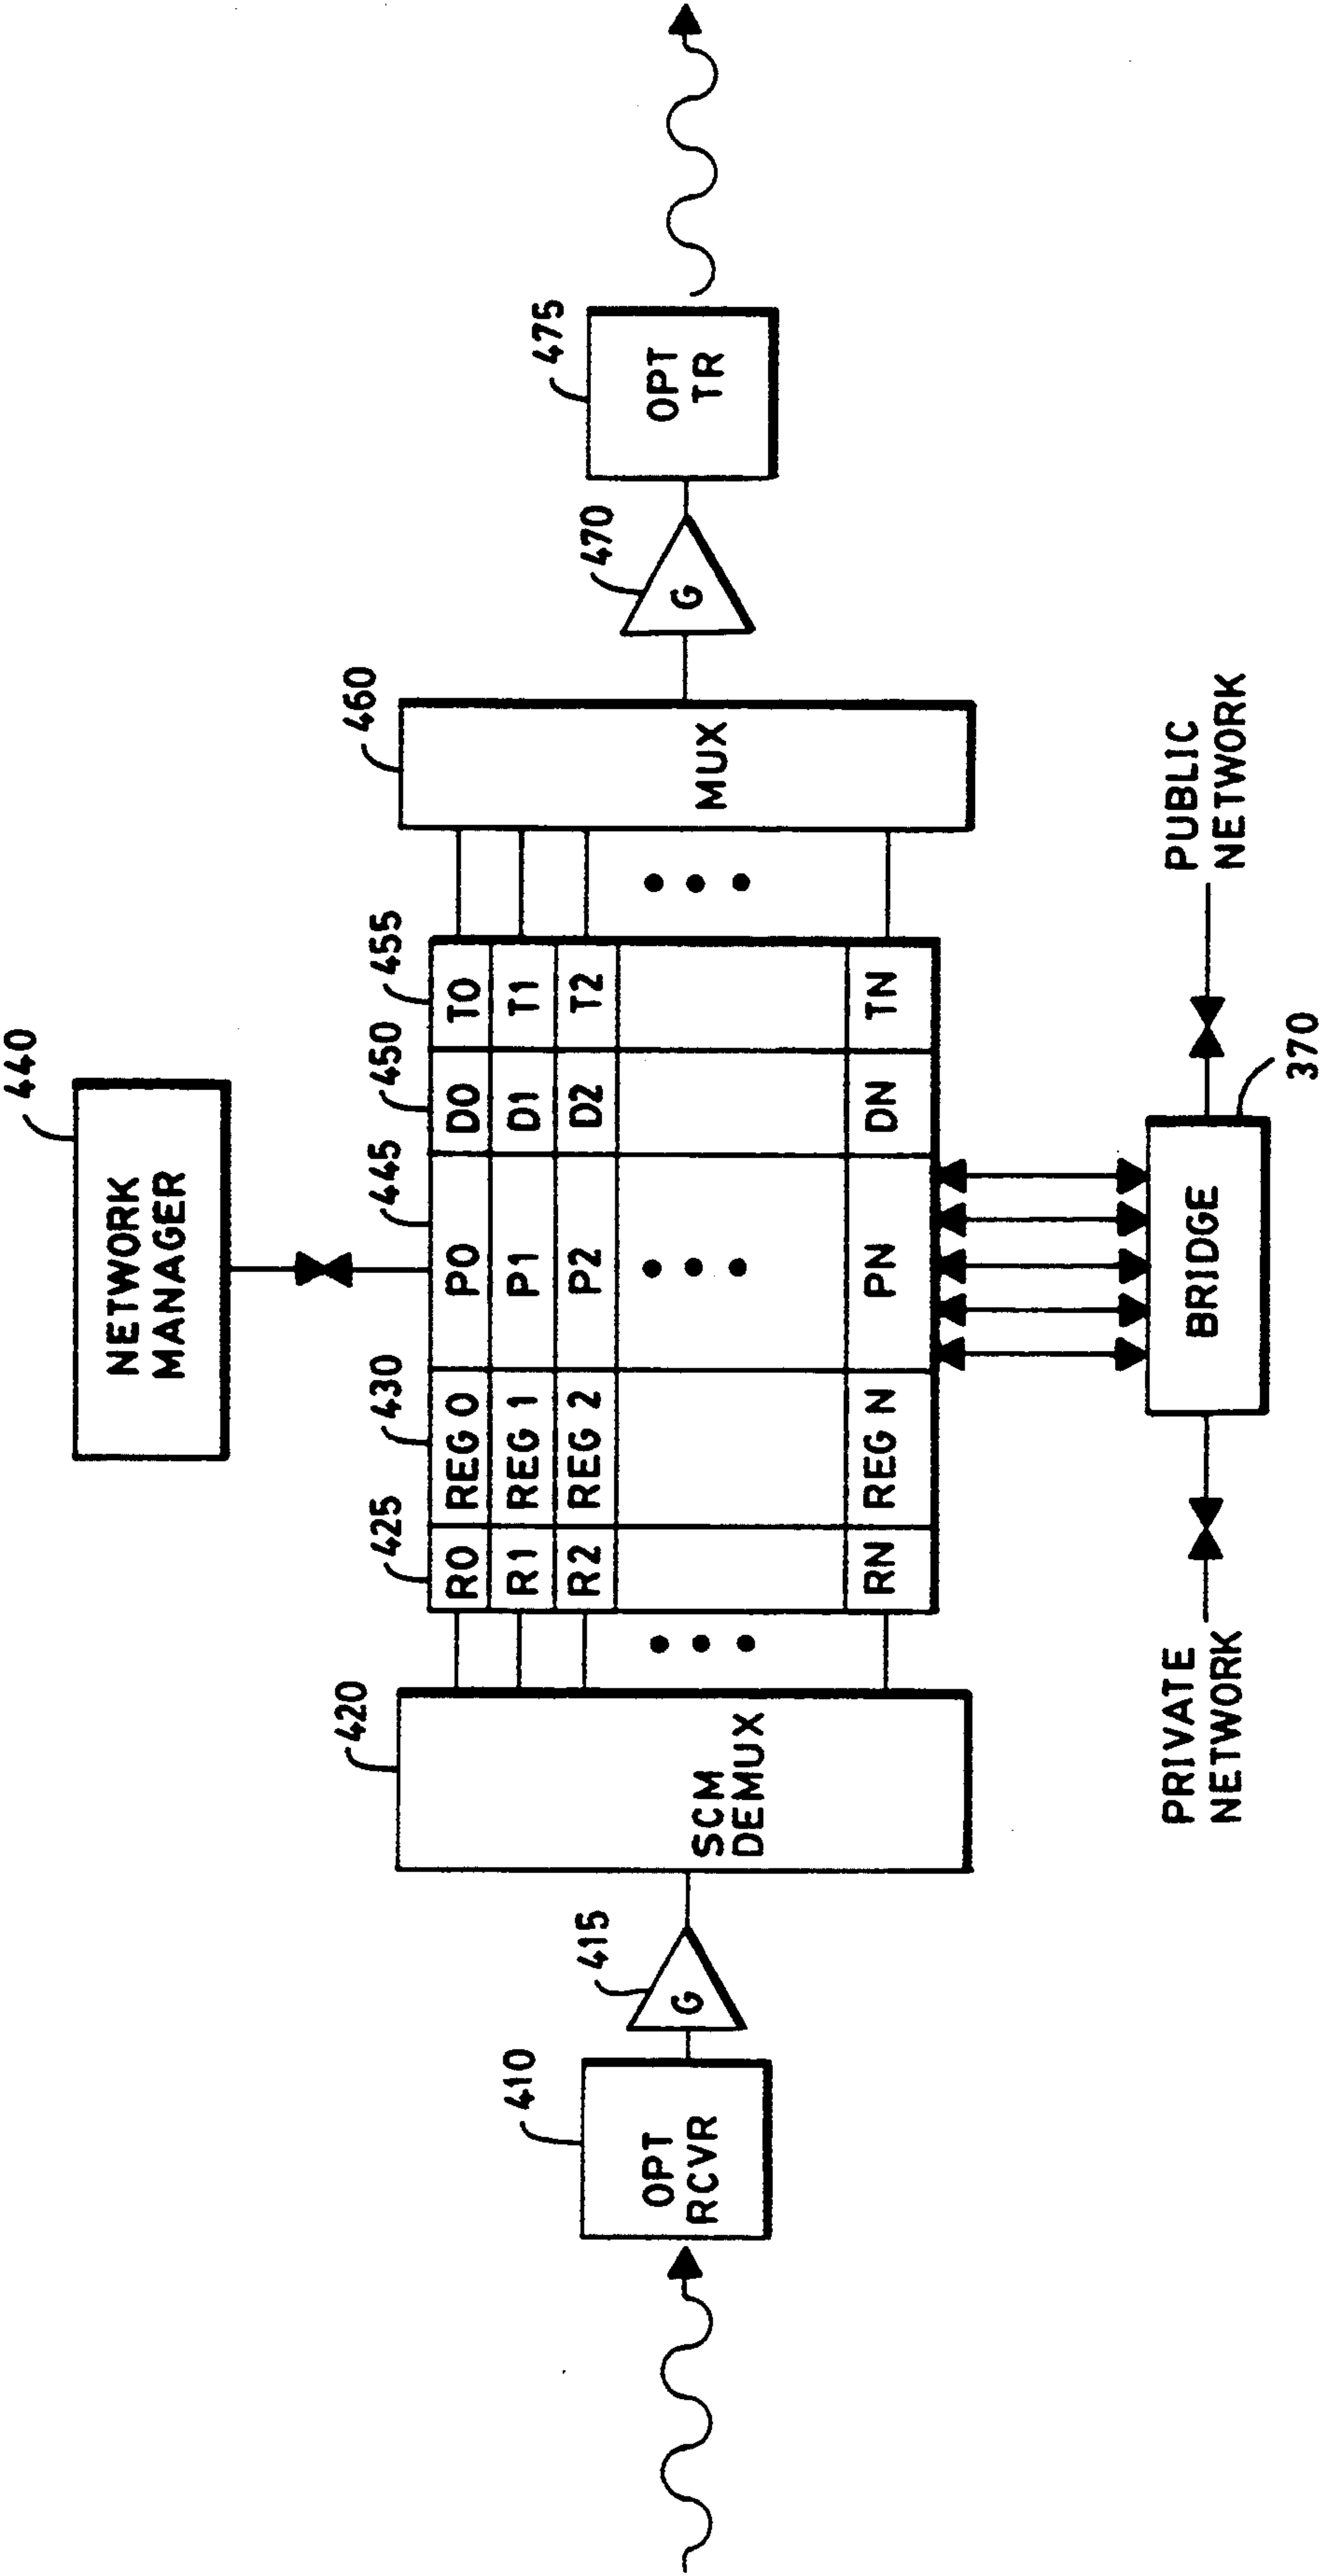 440
NETWORK
MANAGER
425
430
445
450
455
420
460
410
415
470
475
R0
REG 0
P0
D0
T0
R1
REG 1
P1
D1
T1
R2
REG 2
P2
D2
T2
RN
REG N
PN
DN
TN
OPT
RCVR
G
SCM
DEMUX
MUX
G
OPT
TR
PRIVATE
NETWORK
BRIDGE
370
PUBLIC
NETWORK